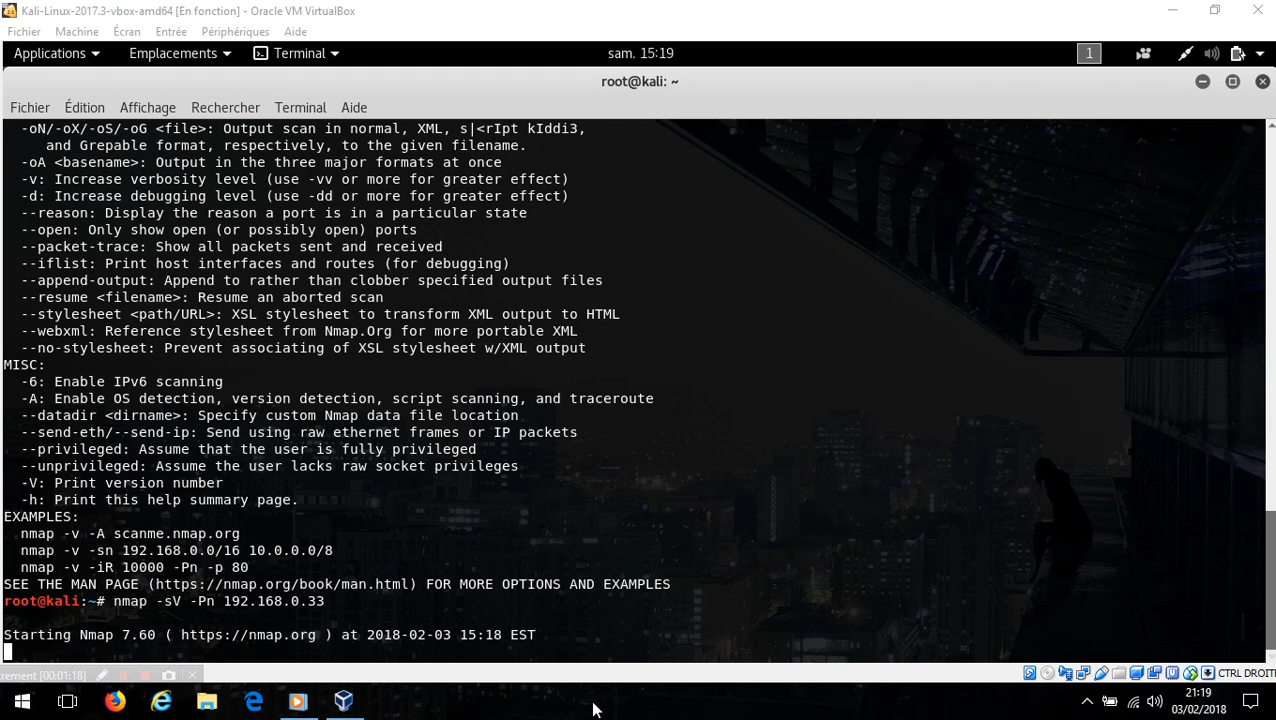 Kali-Linux-2017.3-vbox-amd64 [En fonction] - Oracle VM VirtualBox
Fichier Machine Écran Entrée Périphériques Aide
Applications Emplacements Terminal sam. 15:19 1
root@kali: ~
Fichier Édition Affichage Rechercher Terminal Aide
-oN/-oX/-oS/-oG <file>: Output scan in normal, XML, s|<rIpt kIddi3,
and Grepable format, respectively, to the given filename.
-oA <basename>: Output in the three major formats at once
-v: Increase verbosity level (use -vv or more for greater effect)
-d: Increase debugging level (use -dd or more for greater effect)
--reason: Display the reason a port is in a particular state
--open: Only show open (or possibly open) ports
--packet-trace: Show all packets sent and received
--iflist: Print host interfaces and routes (for debugging)
--append-output: Append to rather than clobber specified output files
--resume <filename>: Resume an aborted scan
--stylesheet <path/URL>: XSL stylesheet to transform XML output to HTML
--webxml: Reference stylesheet from Nmap.Org for more portable XML
--no-stylesheet: Prevent associating of XSL stylesheet w/XML output
MISC:
-6: Enable IPv6 scanning
-A: Enable OS detection, version detection, script scanning, and traceroute
--datadir <dirname>: Specify custom Nmap data file location
--send-eth/--send-ip: Send using raw ethernet frames or IP packets
--privileged: Assume that the user is fully privileged
--unprivileged: Assume the user lacks raw socket privileges
-V: Print version number
-h: Print this help summary page.
EXAMPLES:
nmap -v -A scanme.nmap.org
nmap -v -sn 192.168.0.0/16 10.0.0.0/8
nmap -v -iR 10000 -Pn -p 80
SEE THE MAN PAGE (https://nmap.org/book/man.html) FOR MORE OPTIONS AND EXAMPLES
root@kali:~# nmap -sV -Pn 192.168.0.33
Starting Nmap 7.60 ( https://nmap.org ) at 2018-02-03 15:18 EST
rement [00:01:18]
CTRL DROITE
21:19
03/02/2018